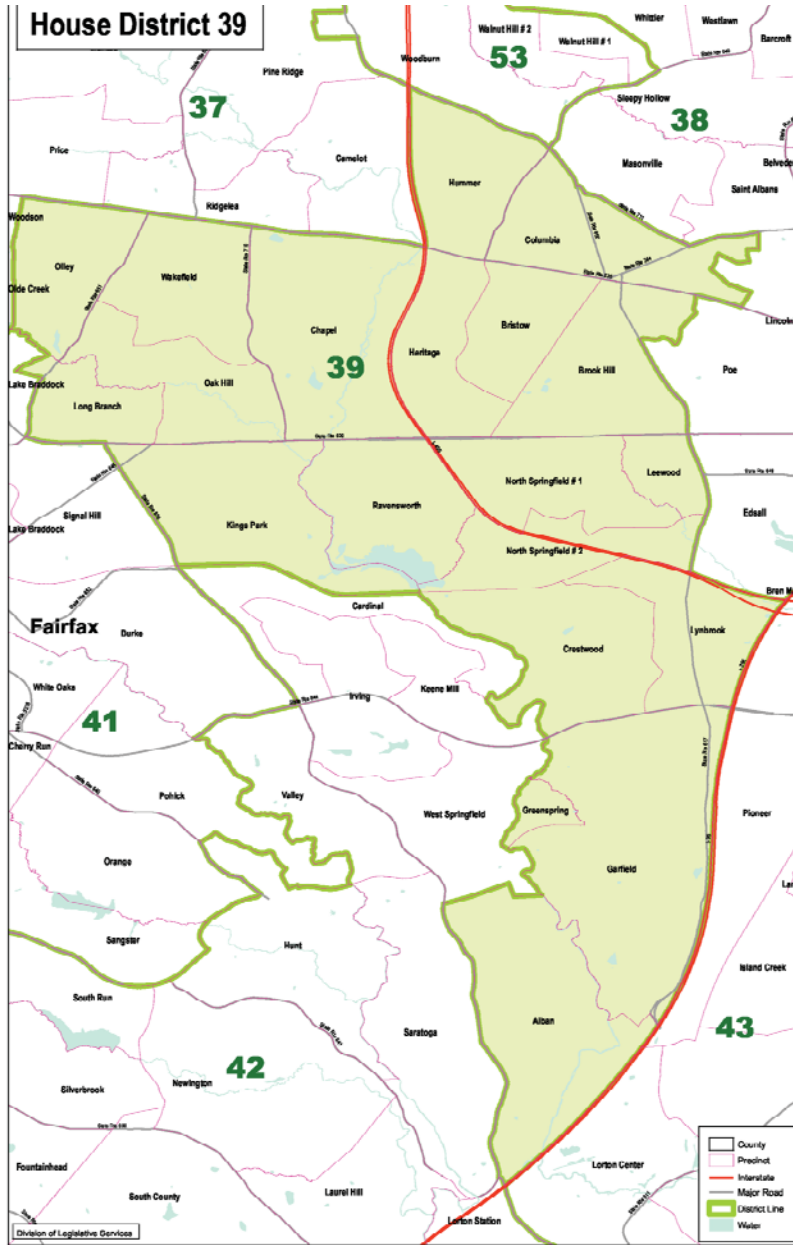 House District 39
Walnut Hill # 2
Whittier
Westlawn
Walnut Hill # 1
Barcroft
Woodburn
53
Pine Ridge
37
Sleepy Hollow
38
Price
Camelot
Masonville
Belvedere
Hummer
Saint Albans
Ridgelea
Woodson
Columbia
Olley
Wakefield
Olde Creek
Chapel
Bristow
Lincoln
39
Heritage
Brook Hill
Poe
Lake Braddock
Oak Hill
Long Branch
North Springfield # 1
Leewood
Ravensworth
Signal Hill
Edsall
Kings Park
Lake Braddock
North Springfield # 2
Bren M
Cardinal
Fairfax
Burke
Lynbrook
Crestwood
White Oaks
Irving
Keene Mill
41
Cherry Run
Pohick
Valley
Greenspring
West Springfield
Pioneer
Orange
Garfield
Sangster
Hunt
Island Creek
South Run
Alban
43
Saratoga
42
Newington
Silverbrook
Fountainhead
Lorton Center
South County
Laurel Hill
Lorton Station
County
Precinct
Interstate
Major Road
District Line
Water
Division of Legislative Services